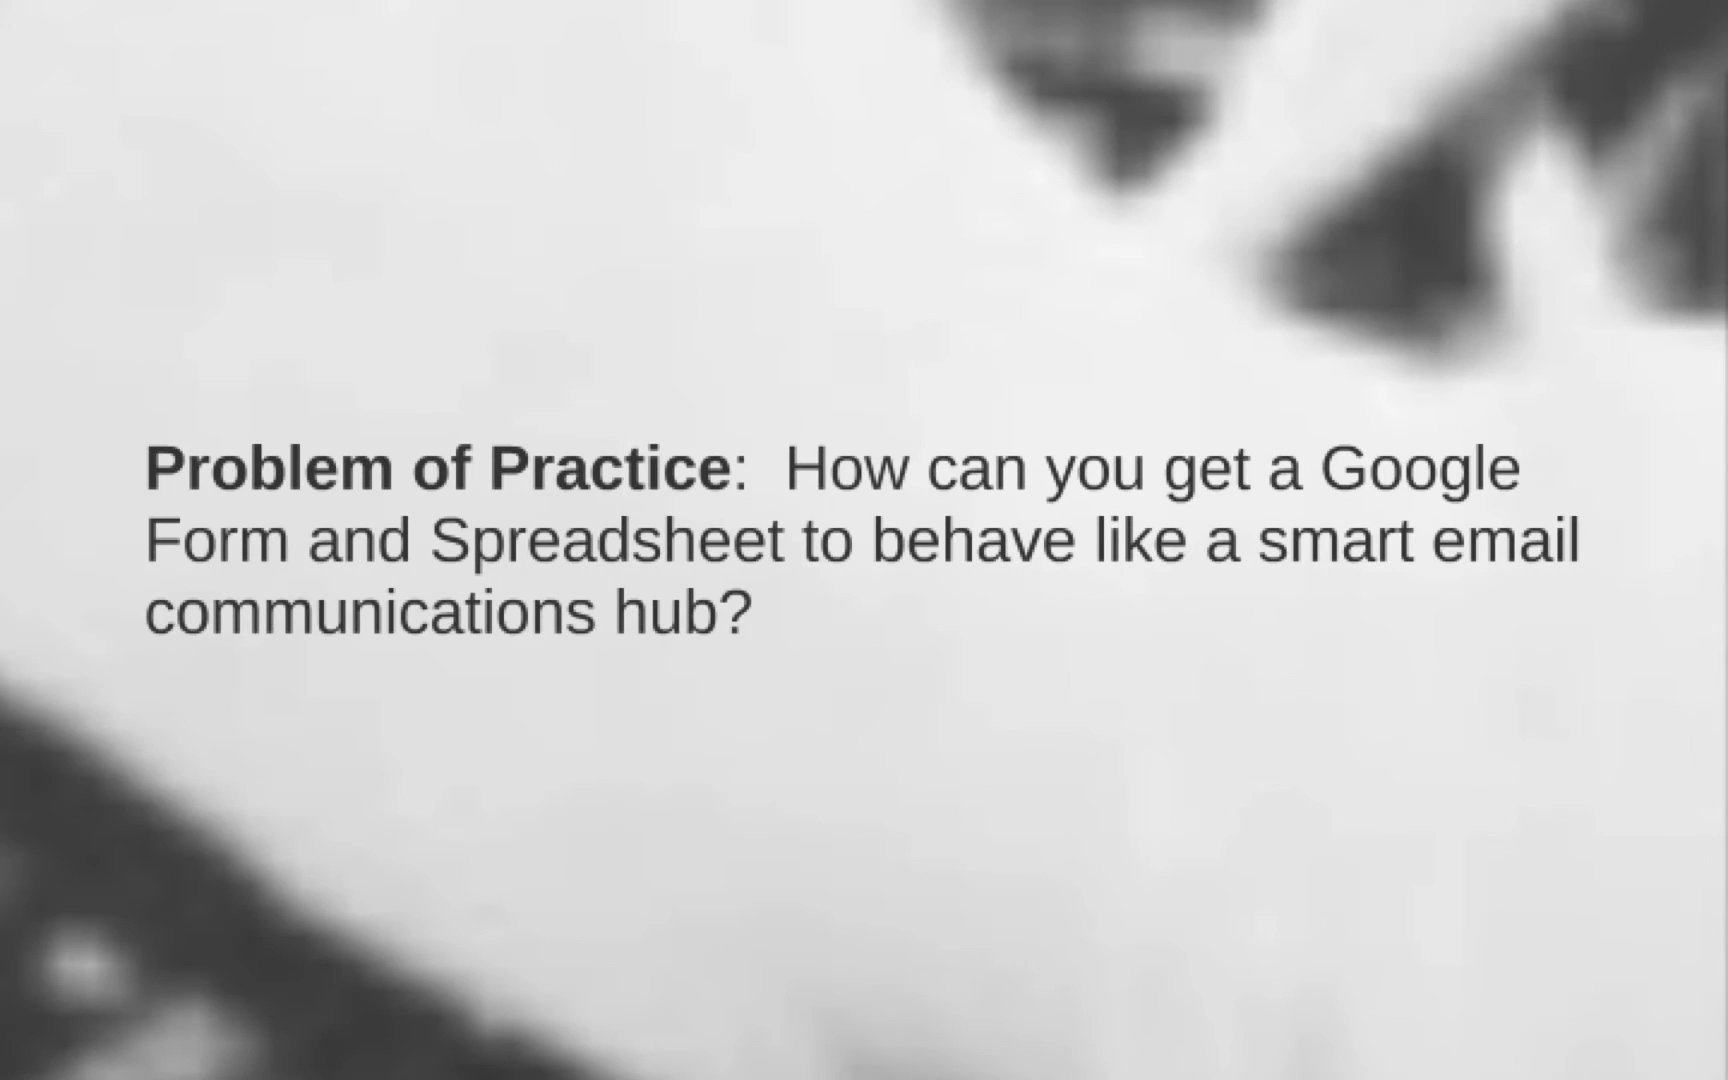 Problem of Practice:  How can you get a Google
Form and Spreadsheet to behave like a smart email
communications hub?